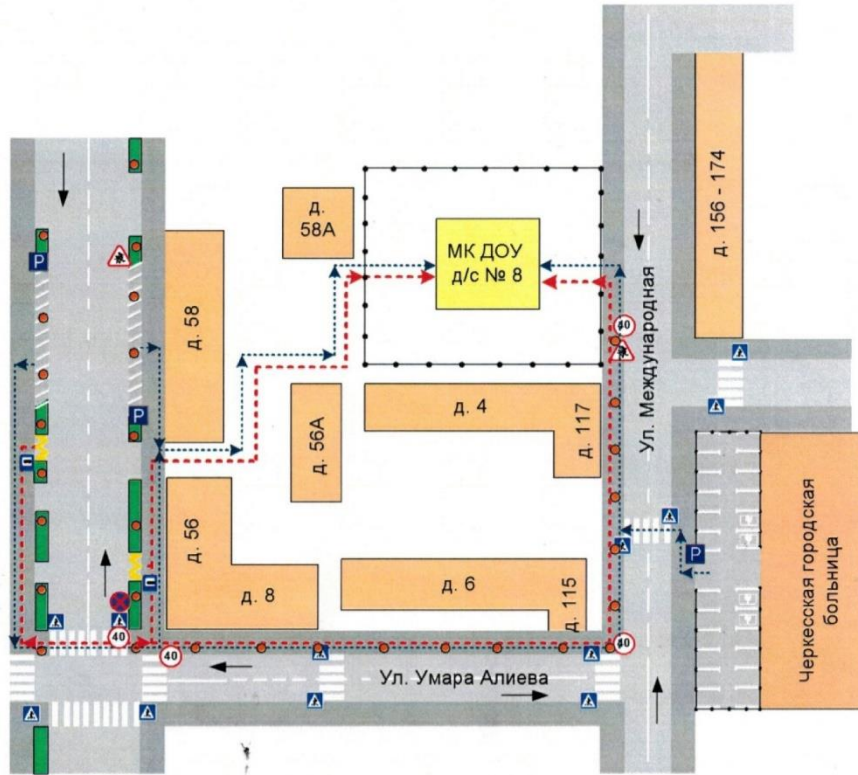 д. 156 - 174
д.
58А
МК ДОУ
д/с № 8
P
д. 58
40
Ул. Международная
д. 4
д. 117
д. 56А
P
п
д. 56
P
Черкесская городская
больница
п
д. 8
д. 6
д. 115
40
40
40
Ул. Умара Алиева